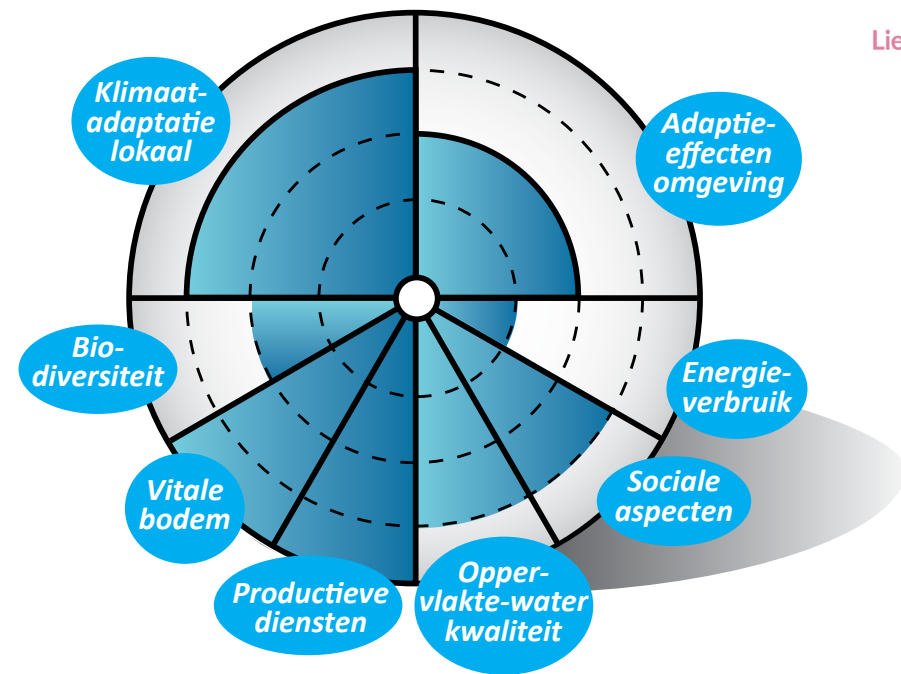 Lie
Klimaat-
adaptatie
lokaal
Adaptie-
effecten
omgeving
Bio-
diversiteit
Energie-
verbruik
Vitale
bodem
Sociale
aspecten
Productieve
diensten
Opper-
vlakte-water
kwaliteit